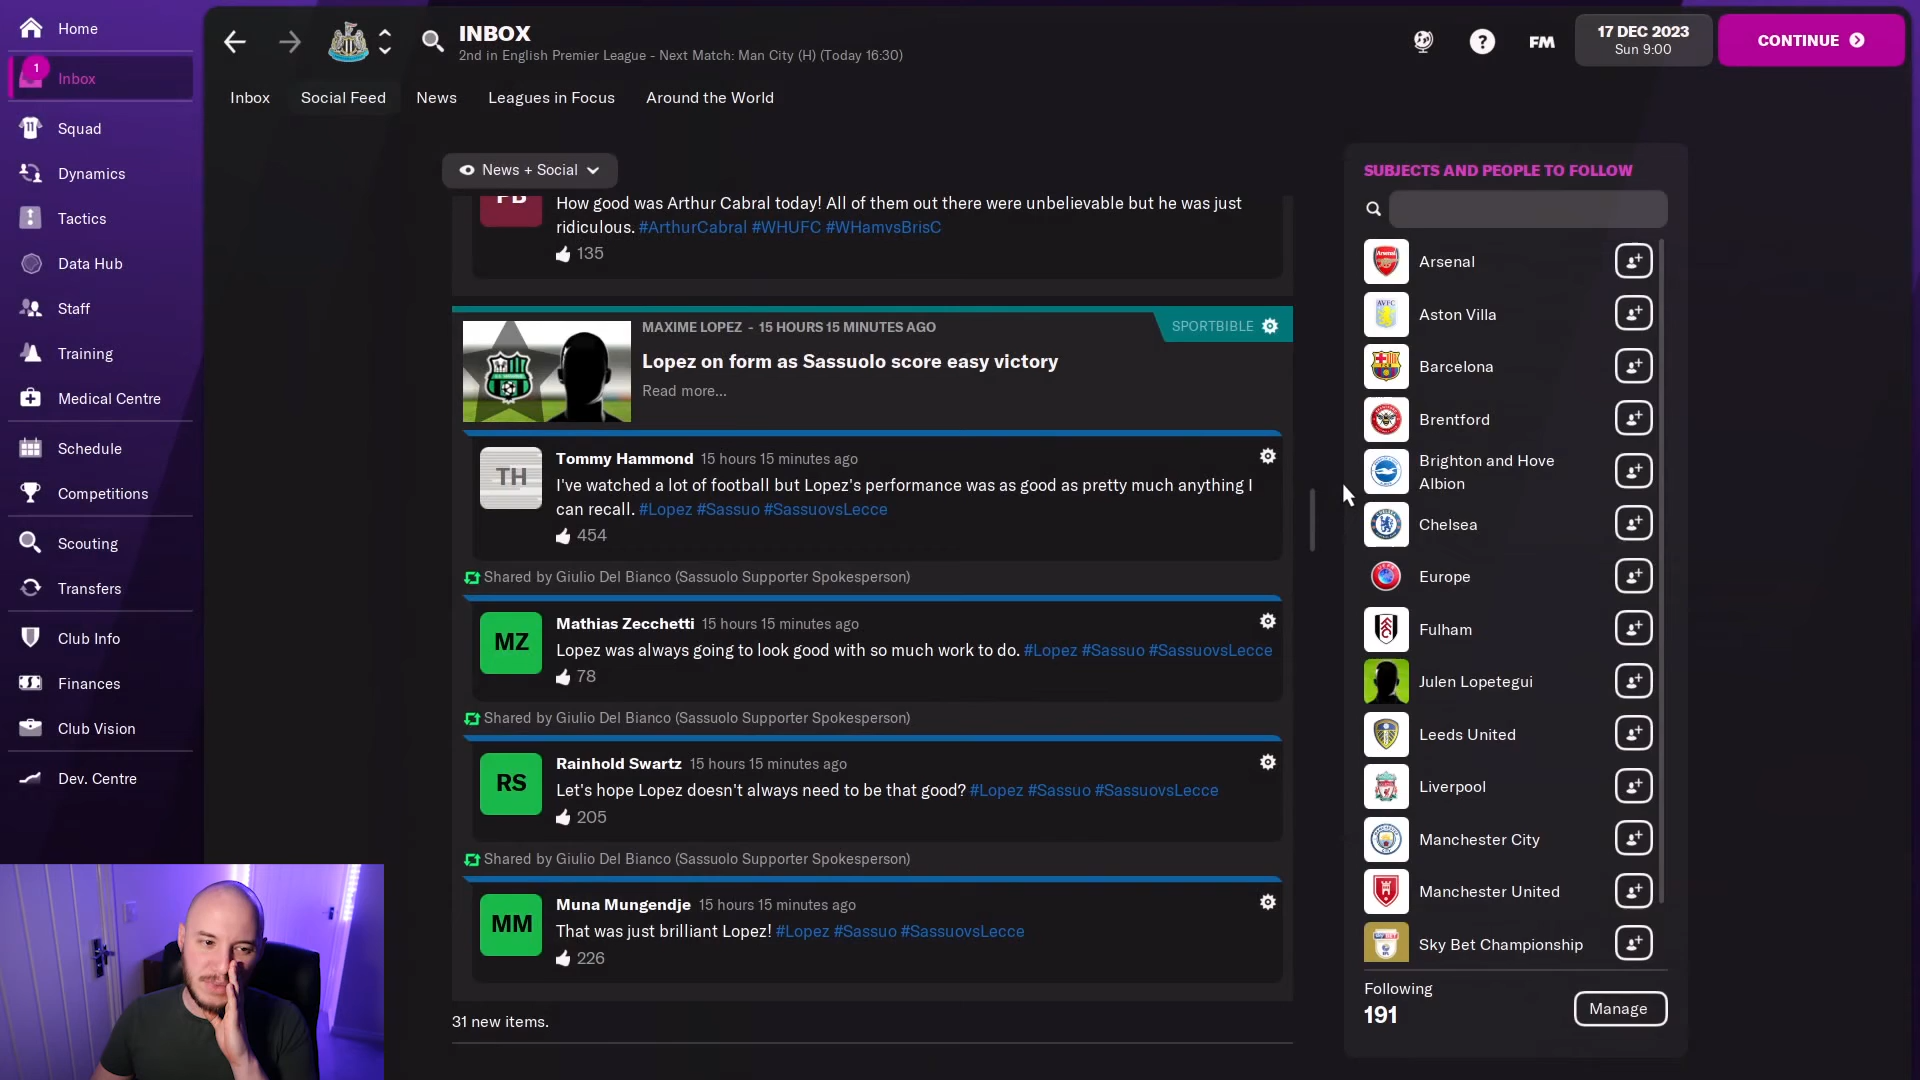 Home
1
Inbox
Squad
Dynamics
Tactics
Data Hub
Staff
Training
Medical Centre
Schedule
Competitions
Scouting
Transfers
Club Info
Finances
Club Vision
Dev. Centre
INBOX
2nd in English Premier League - Next Match: Man City (H) (Today 16:30)
?
FM
17 DEC 2023
Sun 9:00
CONTINUE
Inbox
Social Feed
News
Leagues in Focus
Around the World
News + Social
How good was Arthur Cabral today! All of them out there were unbelievable but he was just
ridiculous. #ArthurCabral #WHUFC #WHamvsBrisC
135
MAXIME LOPEZ - 15 HOURS 15 MINUTES AGO
SPORTBIBLE
Lopez on form as Sassuolo score easy victory
Read more...
TH
Tommy Hammond 15 hours 15 minutes ago
I've watched a lot of football but Lopez's performance was as good as pretty much anything I
can recall. #Lopez #Sassuo #SassuovsLecce
454
Shared by Giulio Del Bianco (Sassuolo Supporter Spokesperson)
MZ
Mathias Zecchetti 15 hours 15 minutes ago
Lopez was always going to look good with so much work to do. #Lopez #Sassuo #SassuovsLecce
78
Shared by Giulio Del Bianco (Sassuolo Supporter Spokesperson)
RS
Rainhold Swartz 15 hours 15 minutes ago
Let's hope Lopez doesn't always need to be that good? #Lopez #Sassuo #SassuovsLecce
205
Shared by Giulio Del Bianco (Sassuolo Supporter Spokesperson)
MM
Muna Mungendje 15 hours 15 minutes ago
That was just brilliant Lopez! #Lopez #Sassuo #SassuovsLecce
226
31 new items.
SUBJECTS AND PEOPLE TO FOLLOW
Arsenal
Aston Villa
Barcelona
Brentford
Brighton and Hove
Albion
Chelsea
Europe
Fulham
Julen Lopetegui
Leeds United
Liverpool
Manchester City
Manchester United
Sky Bet Championship
Following
191
Manage